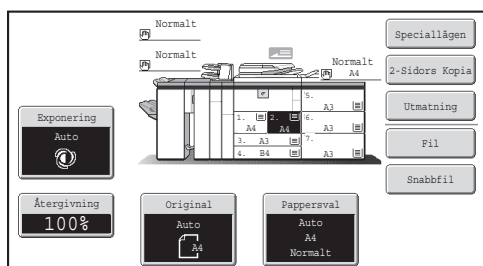 Normalt
Normalt
Normalt
A4
5.
A3
1.
A4
2.
A4
6.
A3
3. A3
7.
4. B4
A3
Exponering
Auto
Återgivning
100%
Original
Auto
A4
Pappersval
Auto
A4
Normalt
Speciallågen
2-Sidors Kopia
Utmatning
Fil
Snabbfil